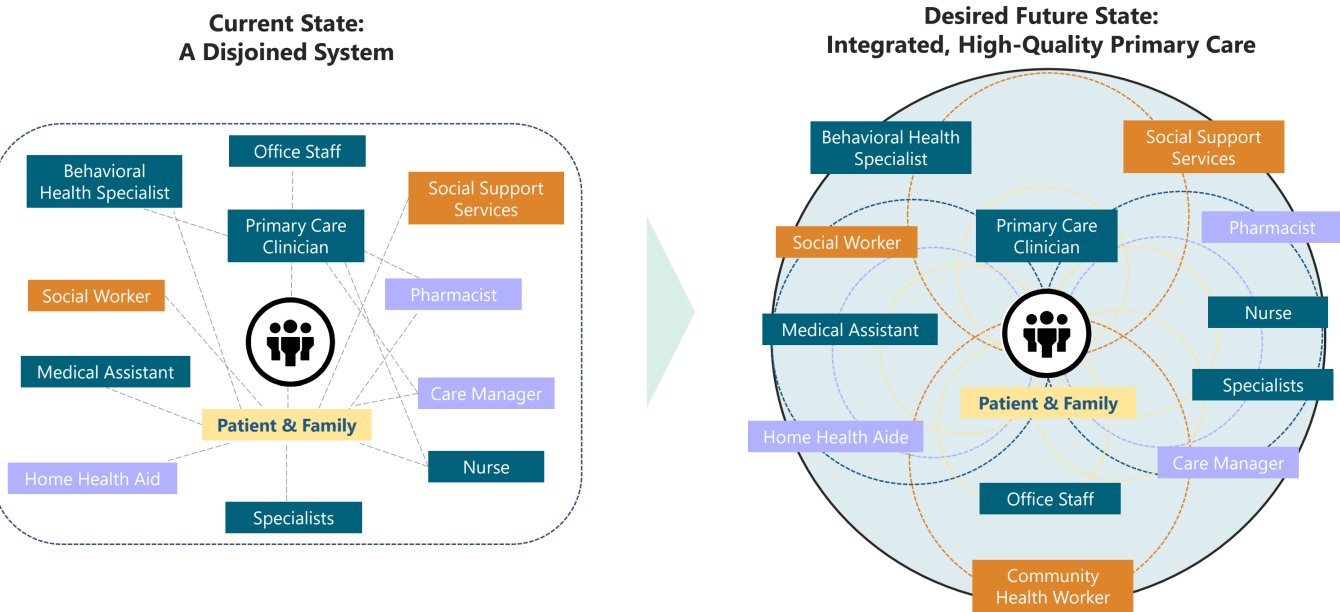 Current State:
A Disjoined System
Office Staff
Behavioral
Health Specialist
Social Support
Services
Primary Care
Clinician
Social Worker
Pharmacist
Medical Assistant
Care Manager
Patient & Family
Home Health Aid
Nurse
Specialists
Desired Future State:
Integrated, High-Quality Primary Care
Behavioral Health
Specialist
Social Support
Services
Primary Care
Clinician
Pharmacist
Social Worker
Nurse
Medical Assistant
Specialists
Patient & Family
Home Health Aide
Care Manager
Office Staff
Community
Health Worker